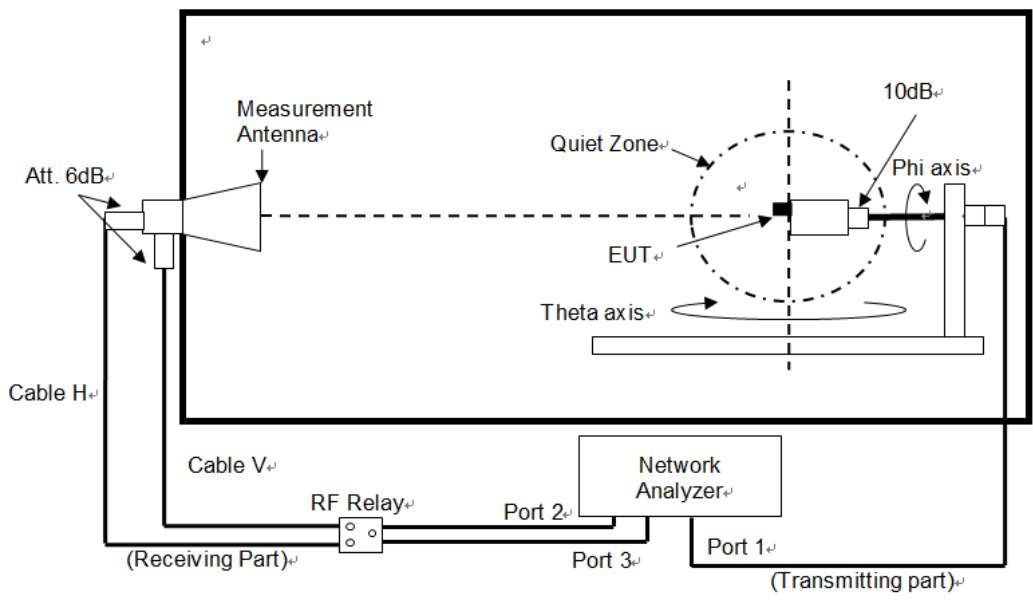 Measurement
Antenna
Att. 6dB
10dB
Quiet Zone
Phi axis
EUT
Theta axis
Cable H
Cable V
Network
Analyzer
RF Relay
Port 2
Port 3
Port 1
(Receiving Part)
(Transmitting part)